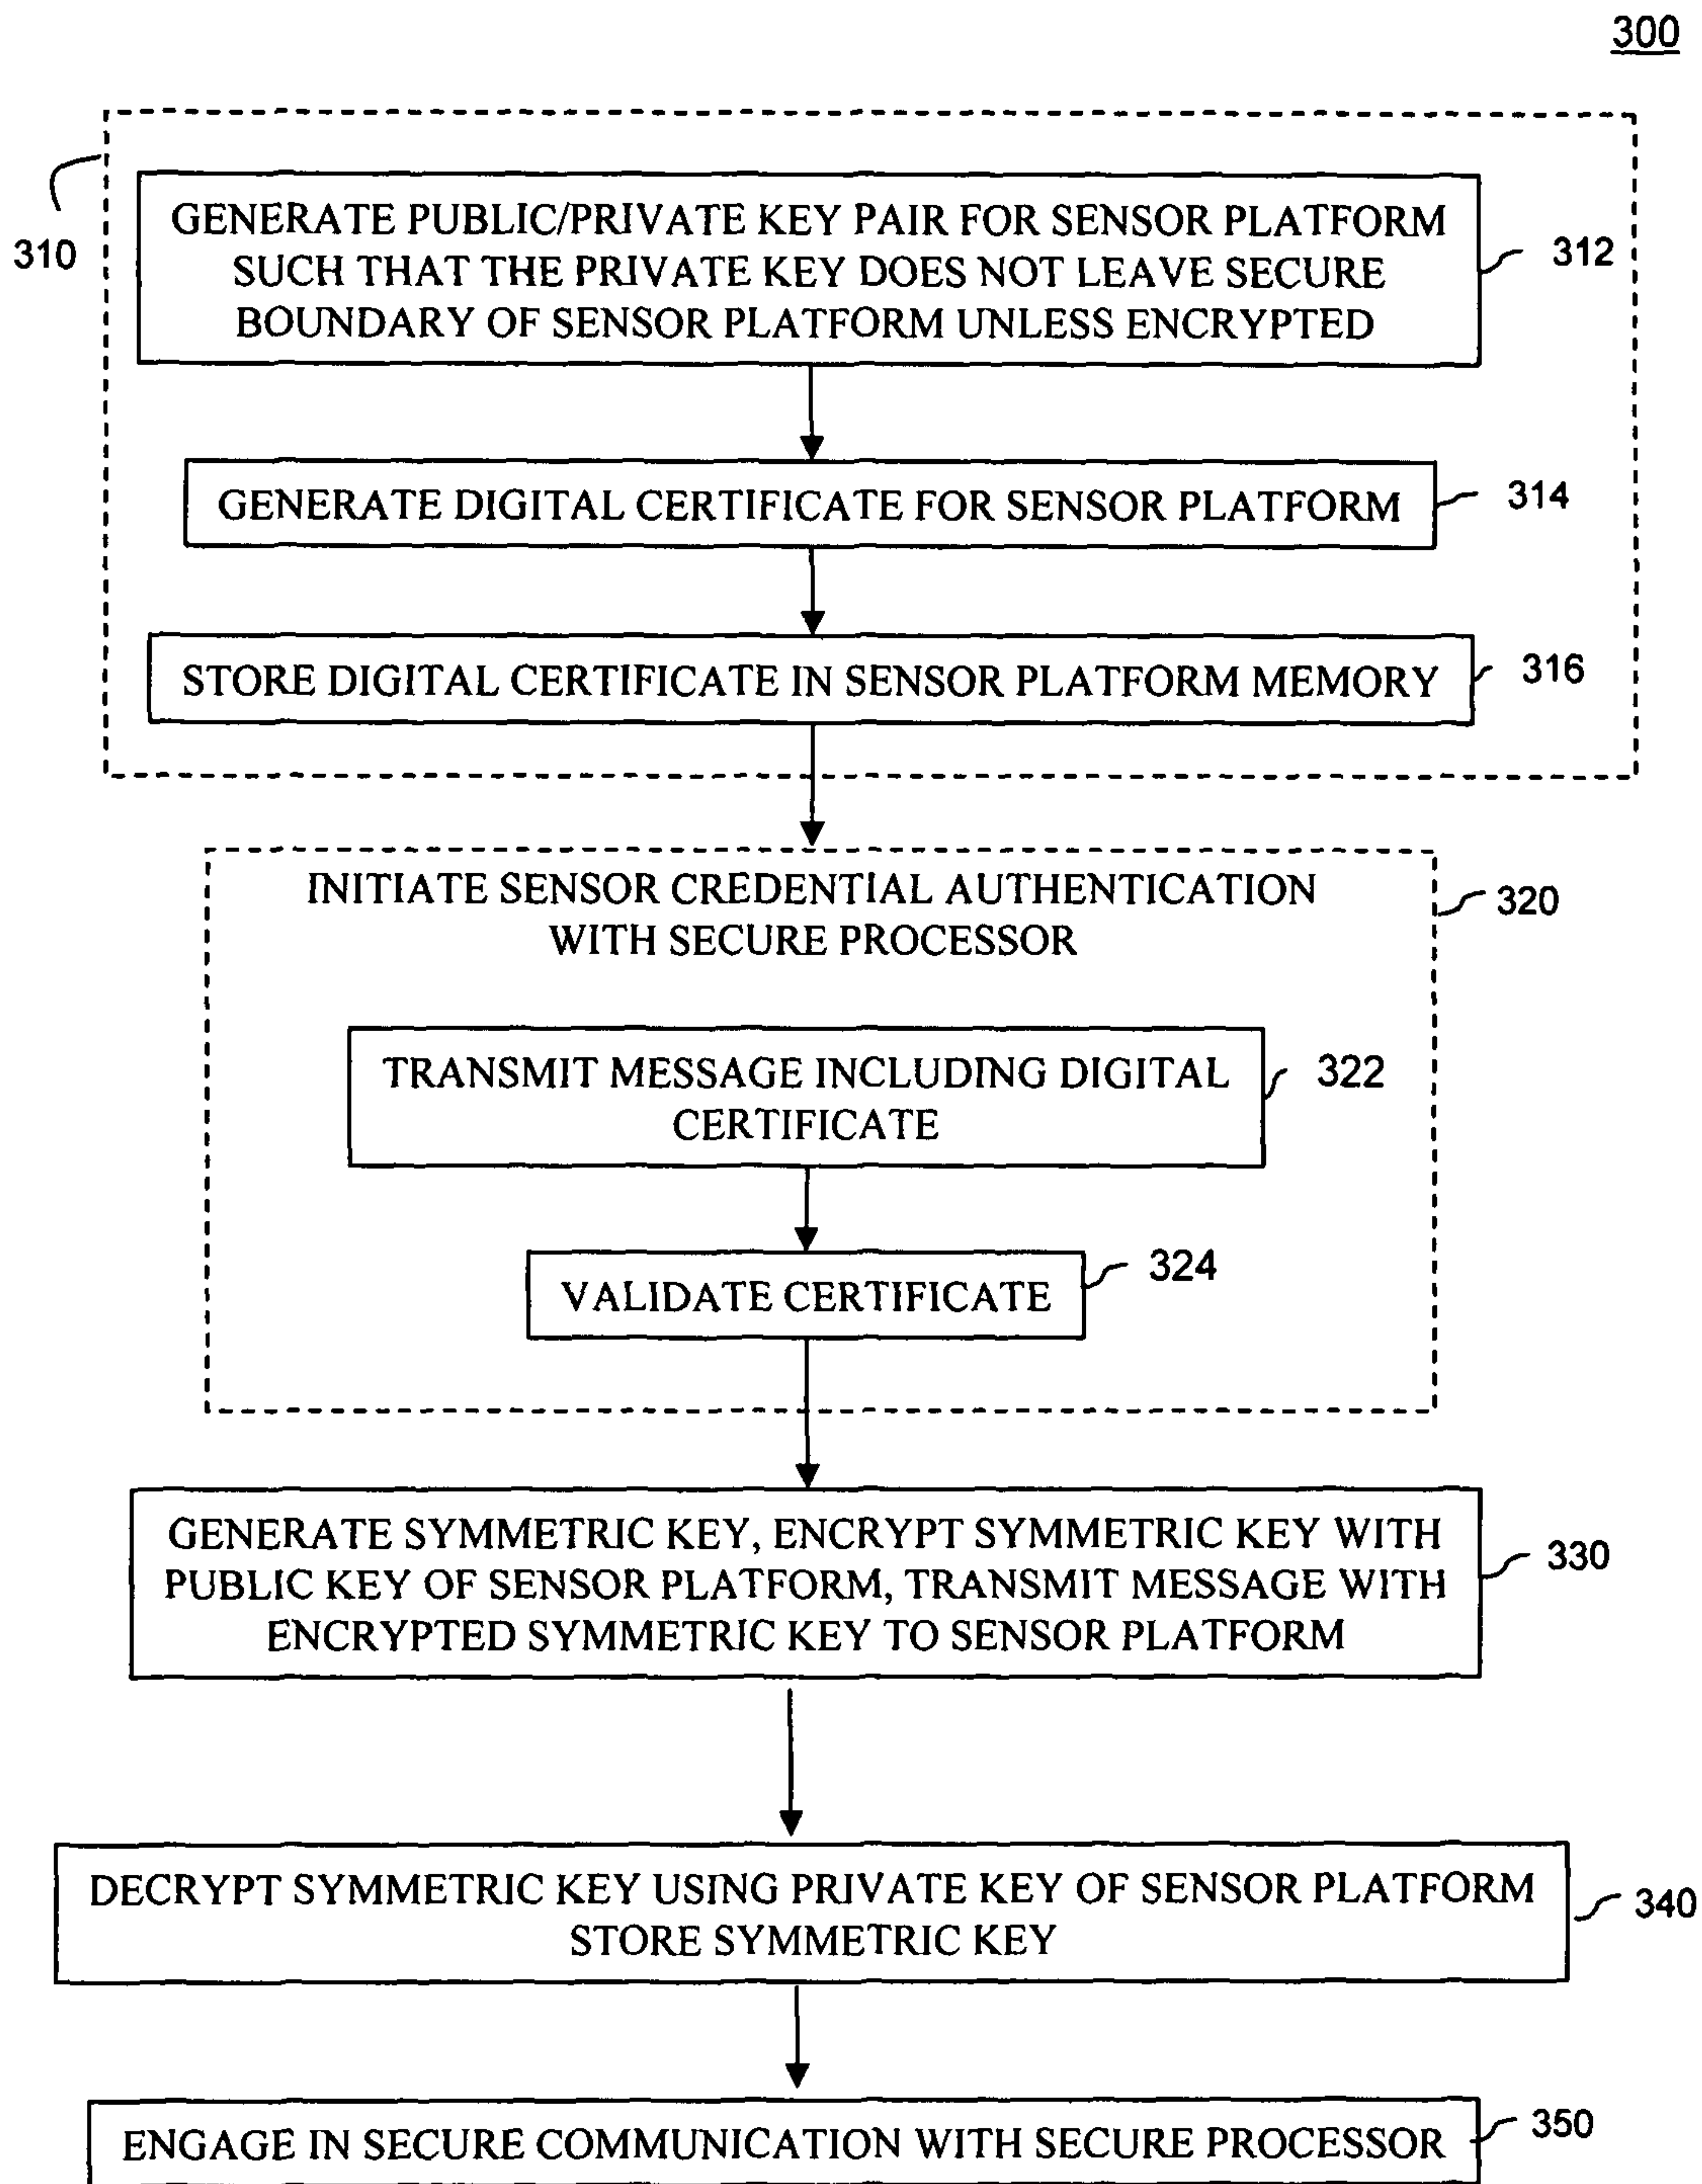 300
310
GENERATE PUBLIC/PRIVATE KEY PAIR FOR SENSOR PLATFORM
SUCH THAT THE PRIVATE KEY DOES NOT LEAVE SECURE
BOUNDARY OF SENSOR PLATFORM UNLESS ENCRYPTED
312
GENERATE DIGITAL CERTIFICATE FOR SENSOR PLATFORM
314
STORE DIGITAL CERTIFICATE IN SENSOR PLATFORM MEMORY
316
INITIATE SENSOR CREDENTIAL AUTHENTICATION
WITH SECURE PROCESSOR
320
TRANSMIT MESSAGE INCLUDING DIGITAL
CERTIFICATE
322
VALIDATE CERTIFICATE
324
GENERATE SYMMETRIC KEY, ENCRYPT SYMMETRIC KEY WITH
PUBLIC KEY OF SENSOR PLATFORM, TRANSMIT MESSAGE WITH
ENCRYPTED SYMMETRIC KEY TO SENSOR PLATFORM
330
DECRYPT SYMMETRIC KEY USING PRIVATE KEY OF SENSOR PLATFORM
STORE SYMMETRIC KEY
340
ENGAGE IN SECURE COMMUNICATION WITH SECURE PROCESSOR
350